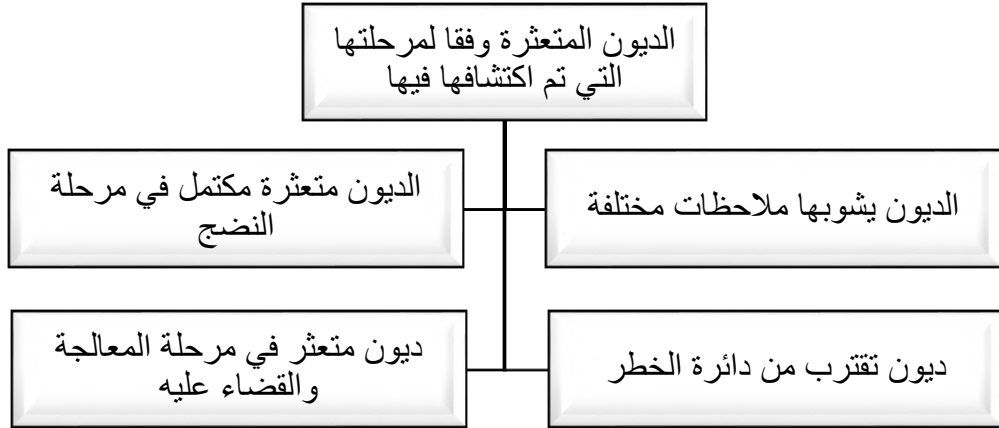 الديون المتعثرة وفقا لمرحلتها
التي تم اكتشافها فيها
الديون يشوبها ملاحظات مختلفة
الديون متعثرة مكتمل في مرحلة
النضج
ديون تقترب من دائرة الخطر
ديون متعثر في مرحلة المعالجة
والقضاء عليه